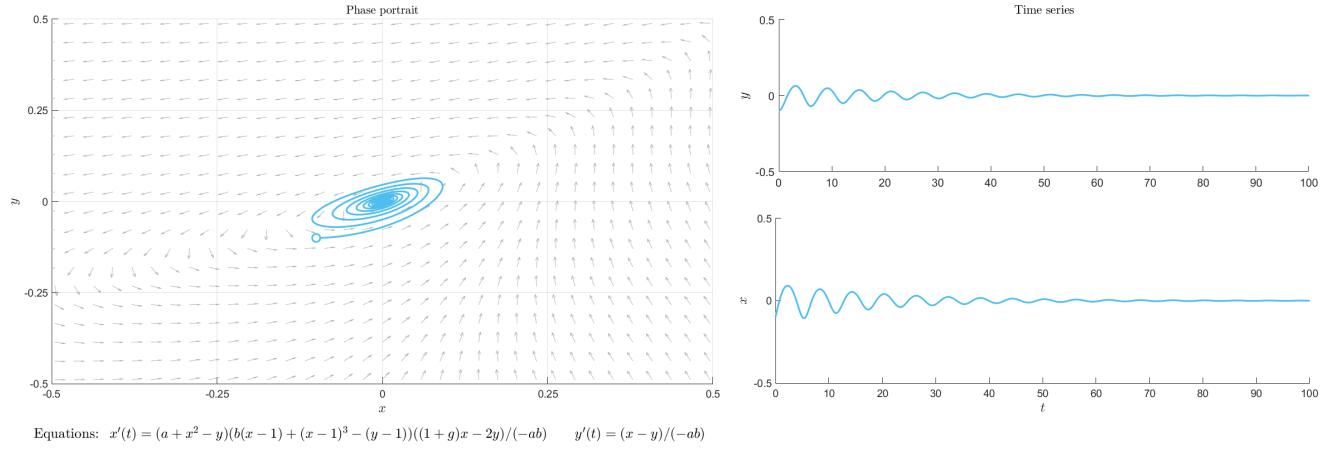 Phase portrait
0.5
0.25
0
-0.25
-0.5
y
-0.5
-0.25
0
0.25
0.5
x
Equations: x′(t) = (a + x² − y)(b(x − 1) + (x − 1)³ − (y − 1))((1 + g)x − 2y)/(−ab) y′(t) = (x − y)/(−ab)
Time series
0.5
0
-0.5
y
0 10 20 30 40 50 60 70 80 90 100
0.5
0
-0.5
x
0 10 20 30 40 50 60 70 80 90 100
t